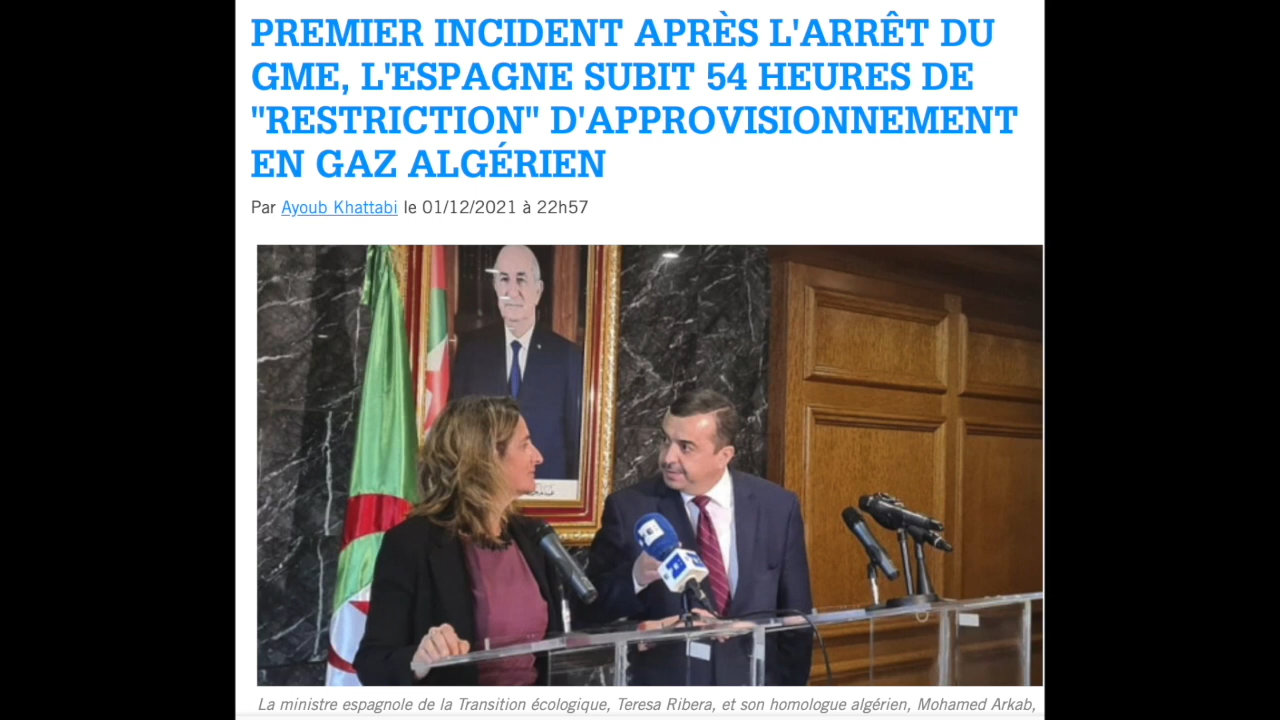 PREMIER INCIDENT APRÈS L'ARRÊT DU
GME, L'ESPAGNE SUBIT 54 HEURES DE
"RESTRICTION" D'APPROVISIONNEMENT
EN GAZ ALGÉRIEN
Par Ayoub Khattabi le 01/12/2021 à 22h57
La ministre espagnole de la Transition écologique, Teresa Ribera, et son homologue algérien, Mohamed Arkab,